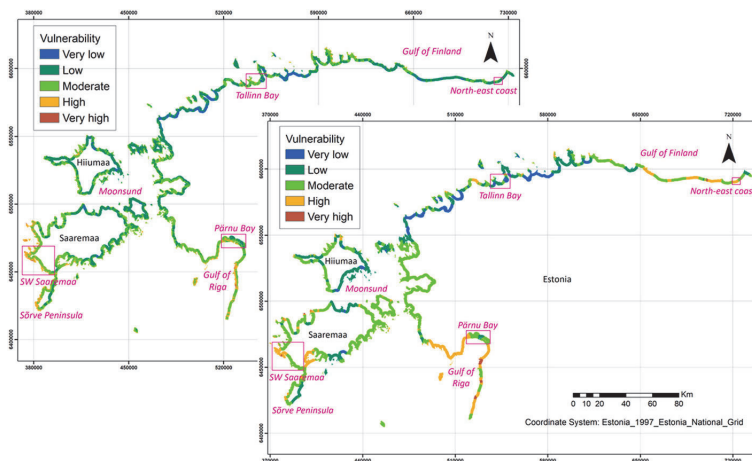 380000 450000 520000 590000 660000 730000
Vulnerability
Very low
Low
Moderate
High
Very high
Gulf of Finland
N
6600000
6600000
Tallinn Bay
North-east coast
6550000
Hiiumaa
Moonsund
6500000
Saaremaa
Pärnu Bay
6450000
SW Saaremaa
Gulf of
Riga
Sõrve Peninsula
6400000
380000 450000 520000
370000 440000 510000 580000 650000 720000
Vulnerability
Very low
Low
Moderate
High
Very high
Gulf of Finland
N
6600000
Tallinn Bay
North-east coast
6550000
Hiiumaa
Moonsund
Estonia
6500000
Saaremaa
Pärnu Bay
6450000
SW Saaremaa
Gulf of
Riga
Sõrve Peninsula
Km
0 10 20 40 60 80
Coordinate System: Estonia_1997_Estonia_National_Grid
6400000
370000 440000 510000 580000 650000 720000